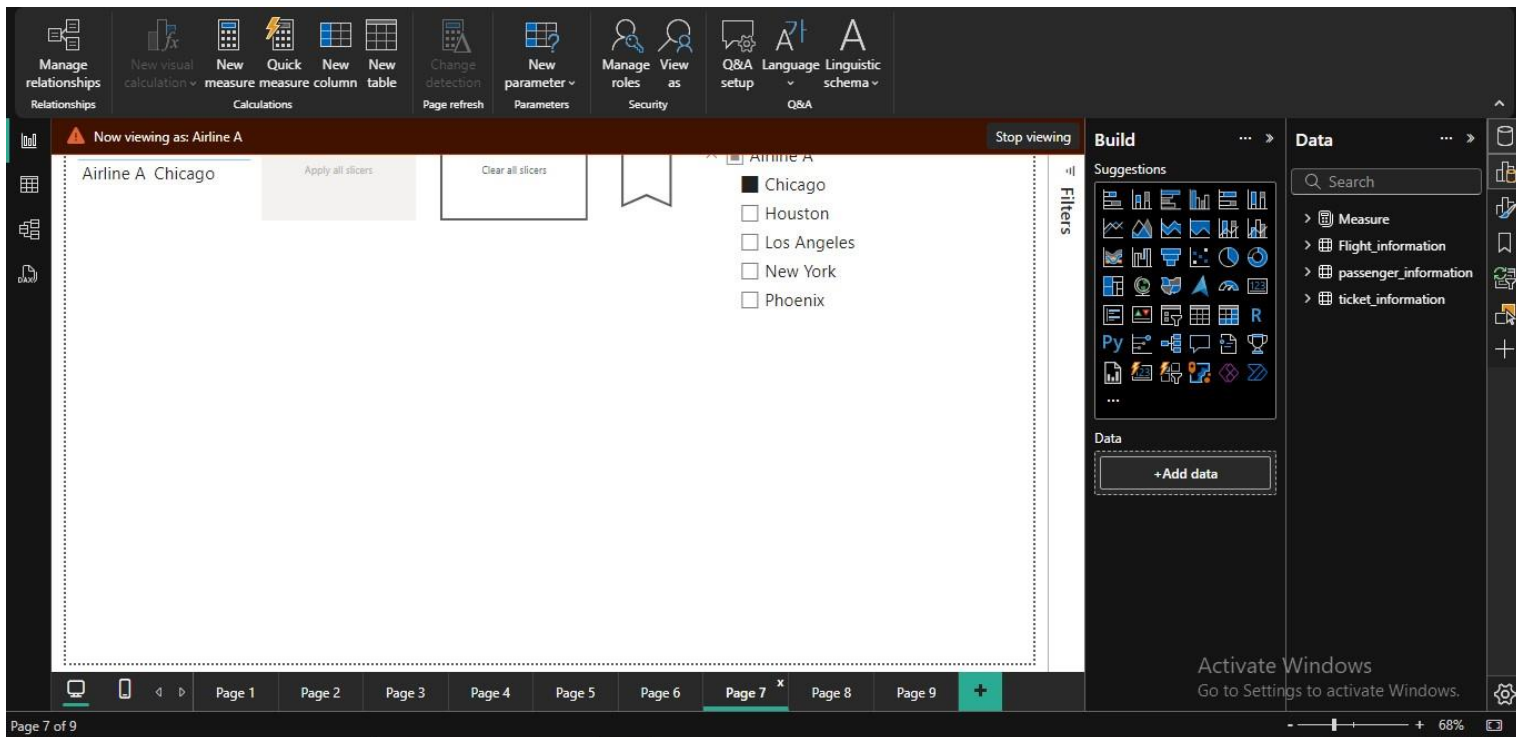 Manage relationships
New visual calculation
New measure
Quick measure
New column
New table
Change detection
New parameter
Manage roles
View as
Q&A setup
Language
Linguistic schema
Relationships
Calculations
Page refresh
Parameters
Security
Q&A
Now viewing as: Airline A
Stop viewing
Airline A Chicago
Apply all slicers
Clear all slicers
Airline A
Chicago
Houston
Los Angeles
New York
Phoenix
Filters
Build
Suggestions
123
R
Py
Data
+Add data
Data
Search
Measure
Flight_information
passenger_information
ticket_information
Activate Windows
Go to Settings to activate Windows.
Page 1
Page 2
Page 3
Page 4
Page 5
Page 6
Page 7
Page 8
Page 9
Page 7 of 9
68%